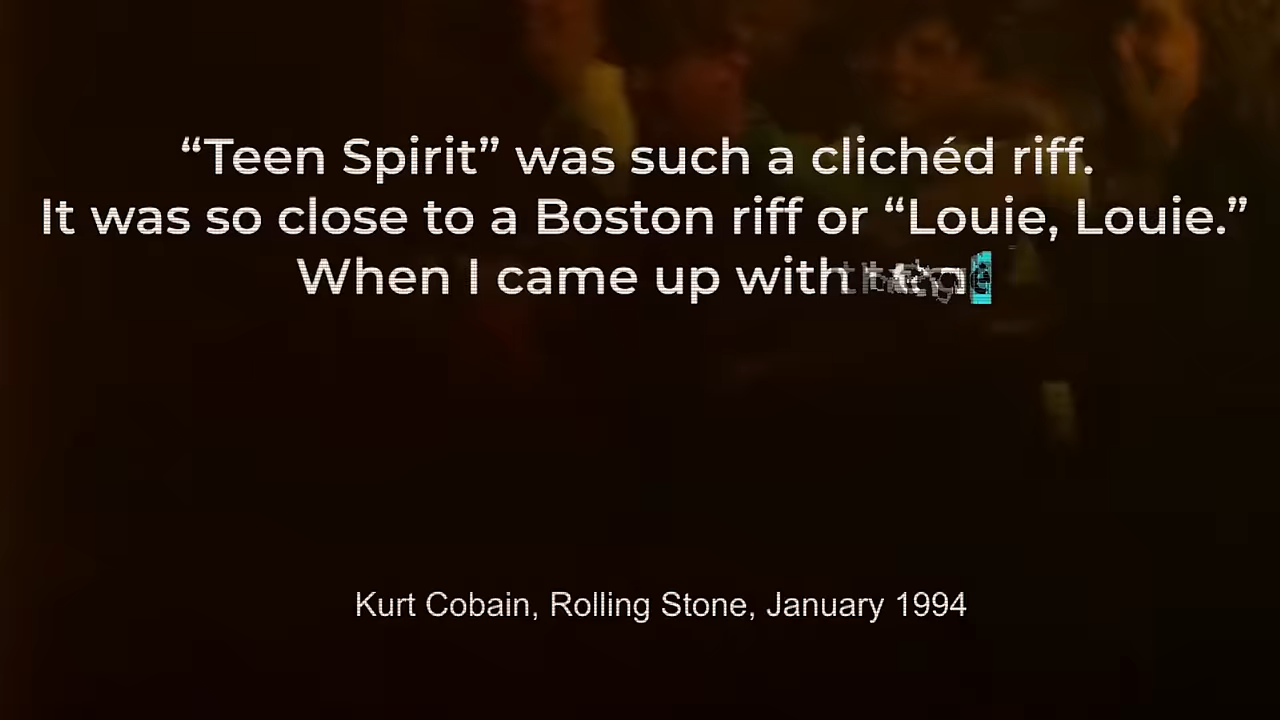 “Teen Spirit” was such a clichéd riff.
It was so close to a Boston riff or “Louie, Louie.”
When I came up with
Kurt Cobain, Rolling Stone, January 1994